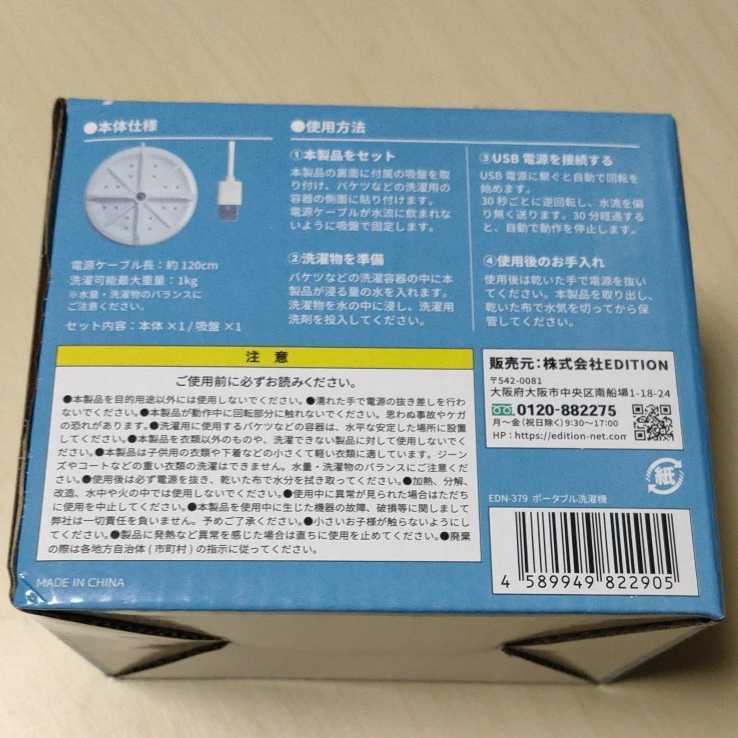 ●本体仕様
電源ケーブル長：約120cm
洗濯可能最大重量：1kg
※水量・洗濯物のバランスに
ご注意ください。
セット内容：本体×1/吸盤×1
●使用方法
①本製品をセット
本製品の裏面に付属の吸盤を取
り付け、バケツなどの洗濯用の
容器の側面に貼り付けます。
電源ケーブルが水流に飲まれな
いように吸盤で固定します。
②洗濯物を準備
バケツなどの洗濯容器の中に本
製品が浸る量の水を入れます。
洗濯物を水の中に浸し、洗濯用
洗剤を投入してください。
③USB電源を接続する
USB電源に繋ぐと自動で回転を
始めます。
30秒ごとに逆回転し、水流を偏
り無く送ります。30分経過する
と、自動で動作を停止します。
④使用後のお手入れ
使用後は乾いた手で電源を抜い
てください。本製品を取り出し、
乾いた布で水気を切ってから保
管してください。
注意
ご使用前に必ずお読みください。
●本製品を目的用途以外には使用しないでください。●濡れた手で電源の抜き差しを行わ
ないでください。●本製品が動作中に回転部分に触れないでください。思わぬ事故やケガ
の恐れがあります。●洗濯用に使用するバケツなどの容器は、水平な安定した場所に設置
してください。●本製品を衣類以外のものや、洗濯できない製品に対して使用しないでく
ださい。●本製品は子供用の衣類や下着などの小さくて軽い衣類に適しています。ジーン
ズやコートなどの重い衣類の洗濯はできません。水量・洗濯物のバランスにご注意くださ
い。●使用後は必ず電源を抜き、乾いた布で水分を拭き取ってください。●加熱、分解、
改造、水中や火の中では使用しないでください。●使用中に異常が見られた場合はただち
に使用を中止してください。●本製品を使用中に生じた機器の故障、破損等に関しまして
弊社は一切責任を負いません。予めご了承ください。●小さいお子様が触らないようにし
てください。●製品に発熱など異常を感じた場合は直ちに使用を止めてください。●廃棄
の際は各地方自治体(市町村)の指示に従ってください。
MADE IN CHINA
販売元：株式会社EDITION
〒542-0081
大阪府大阪市中央区南船場1-18-24
0120-882275
月～金(祝日除く)9:30～17:00
HP：https://edition-net.com
紙
EDN-379 ポータブル洗濯機
4 589949 822905